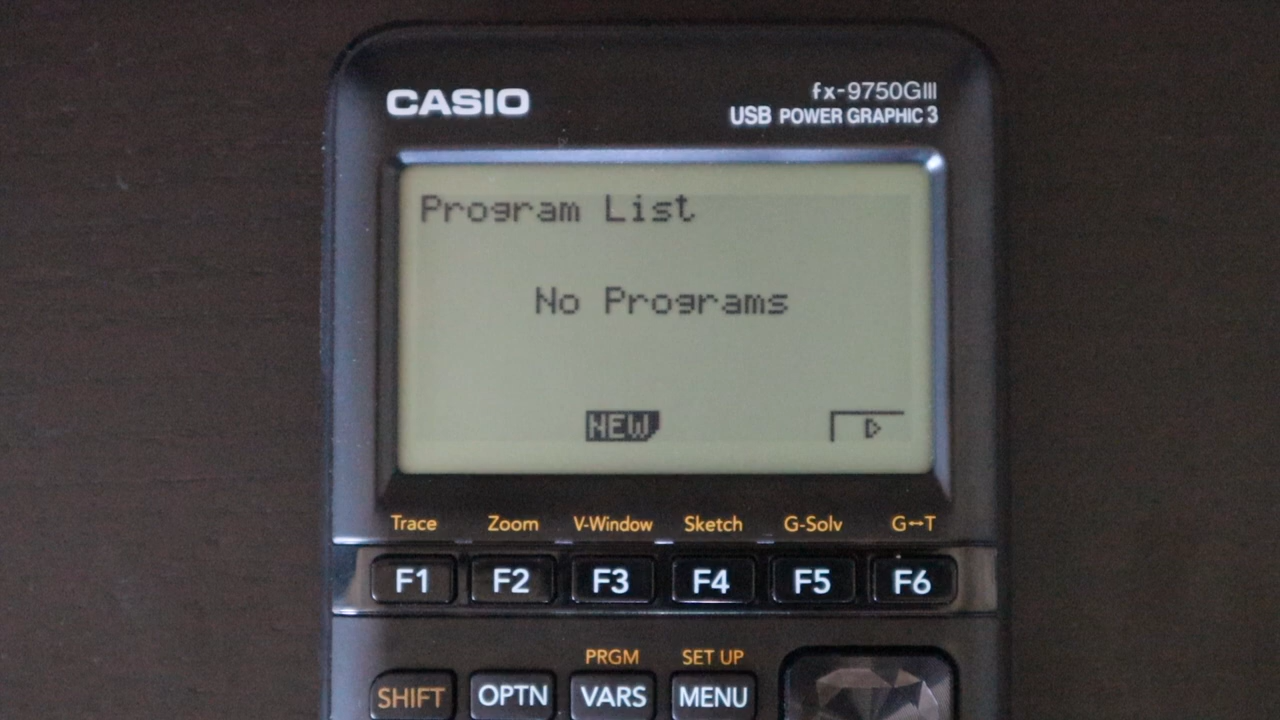 CASIO
fx-9750GIII
USB POWER GRAPHIC 3
Program List
No Programs
NEW
Trace Zoom V-Window Sketch G-Solv G↔T
F1 F2 F3 F4 F5 F6
PRGM SET UP
SHIFT OPTN VARS MENU